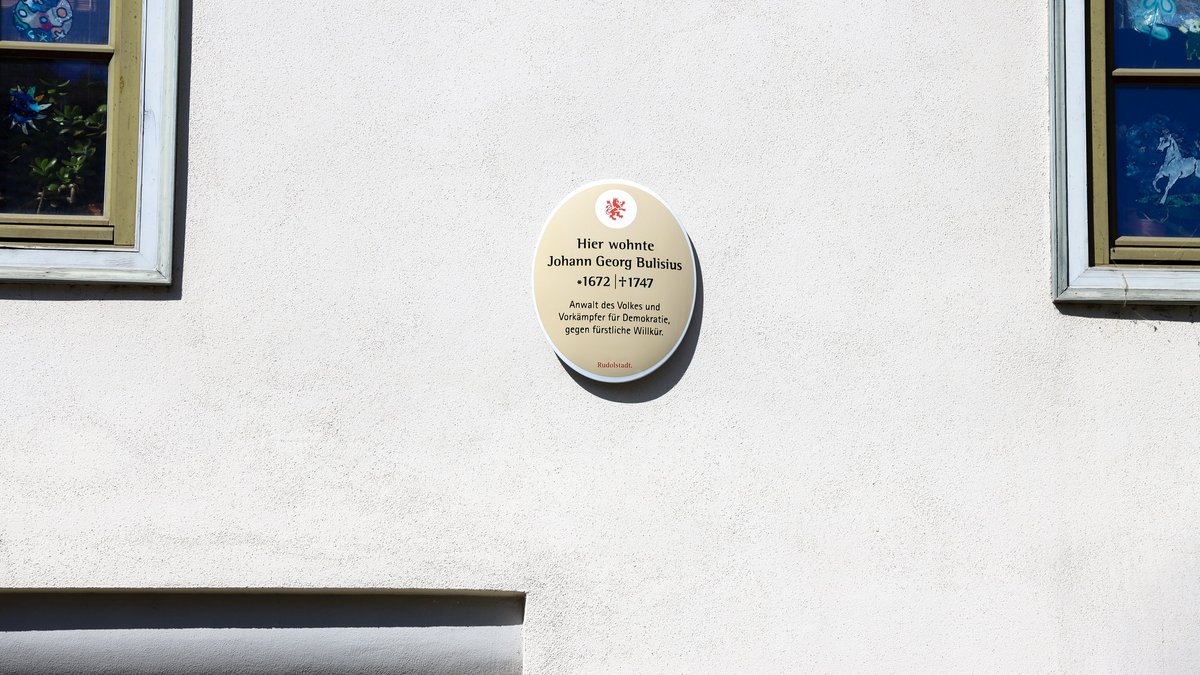 Hier wohnte
Johann Georg Bulisius
*1672 | †1747
Anwalt des Volkes und
Vorkämpfer für Demokratie,
gegen fürstliche Willkür.
Rudolstadt.